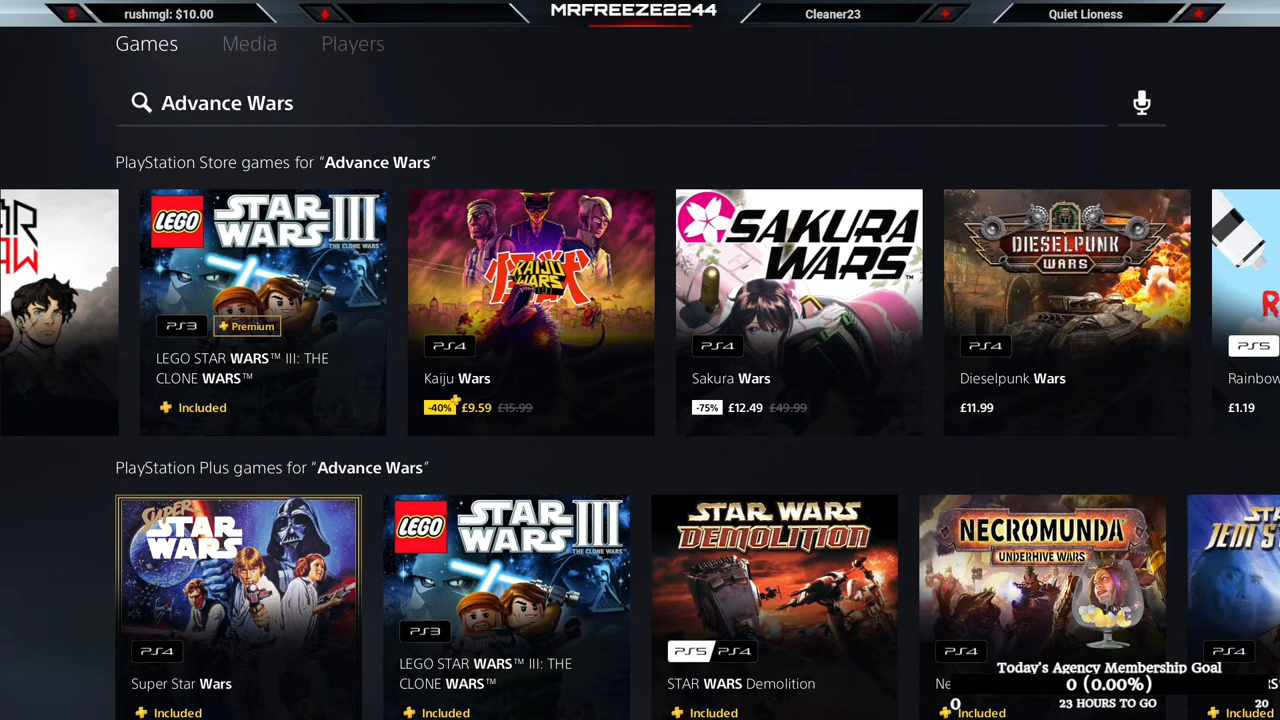 rushmgl: $10.00
MRFREEZE2244
Cleaner23
Quiet Lioness
Games
Media
Players
Advance Wars
PlayStation Store games for “Advance Wars”
LEGO
STAR WARS III
THE CLONE WARS
PS3
Premium
LEGO STAR WARS™ III: THE
CLONE WARS™
Included
KAIJU
WARS
PS4
Kaiju Wars
-40% £9.59 £15.99
SAKURA
WARS™
PS4
Sakura Wars
-75% £12.49 £49.99
DIESELPUNK
WARS
PS4
Dieselpunk Wars
£11.99
PS5
Rainbow
£1.19
PlayStation Plus games for “Advance Wars”
SUPER
STAR
WARS
PS4
Super Star Wars
Included
LEGO
STAR WARS III
THE CLONE WARS
PS3
LEGO STAR WARS™ III: THE
CLONE WARS™
Included
STAR WARS
DEMOLITION
PS5 PS4
STAR WARS Demolition
Included
NECROMUNDA
UNDERHIVE WARS
PS4
Ne
Included
PS4
Included
Today's Agency Membership Goal
0 (0.00%)
0
23 HOURS TO GO
20